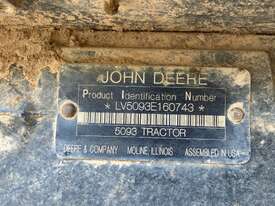 JOHN DEERE
Product Identification Number
* LV5093E160743 *
5093 TRACTOR
DEERE & COMPANY MOLINE, ILLINOIS ASSEMBLED IN USA